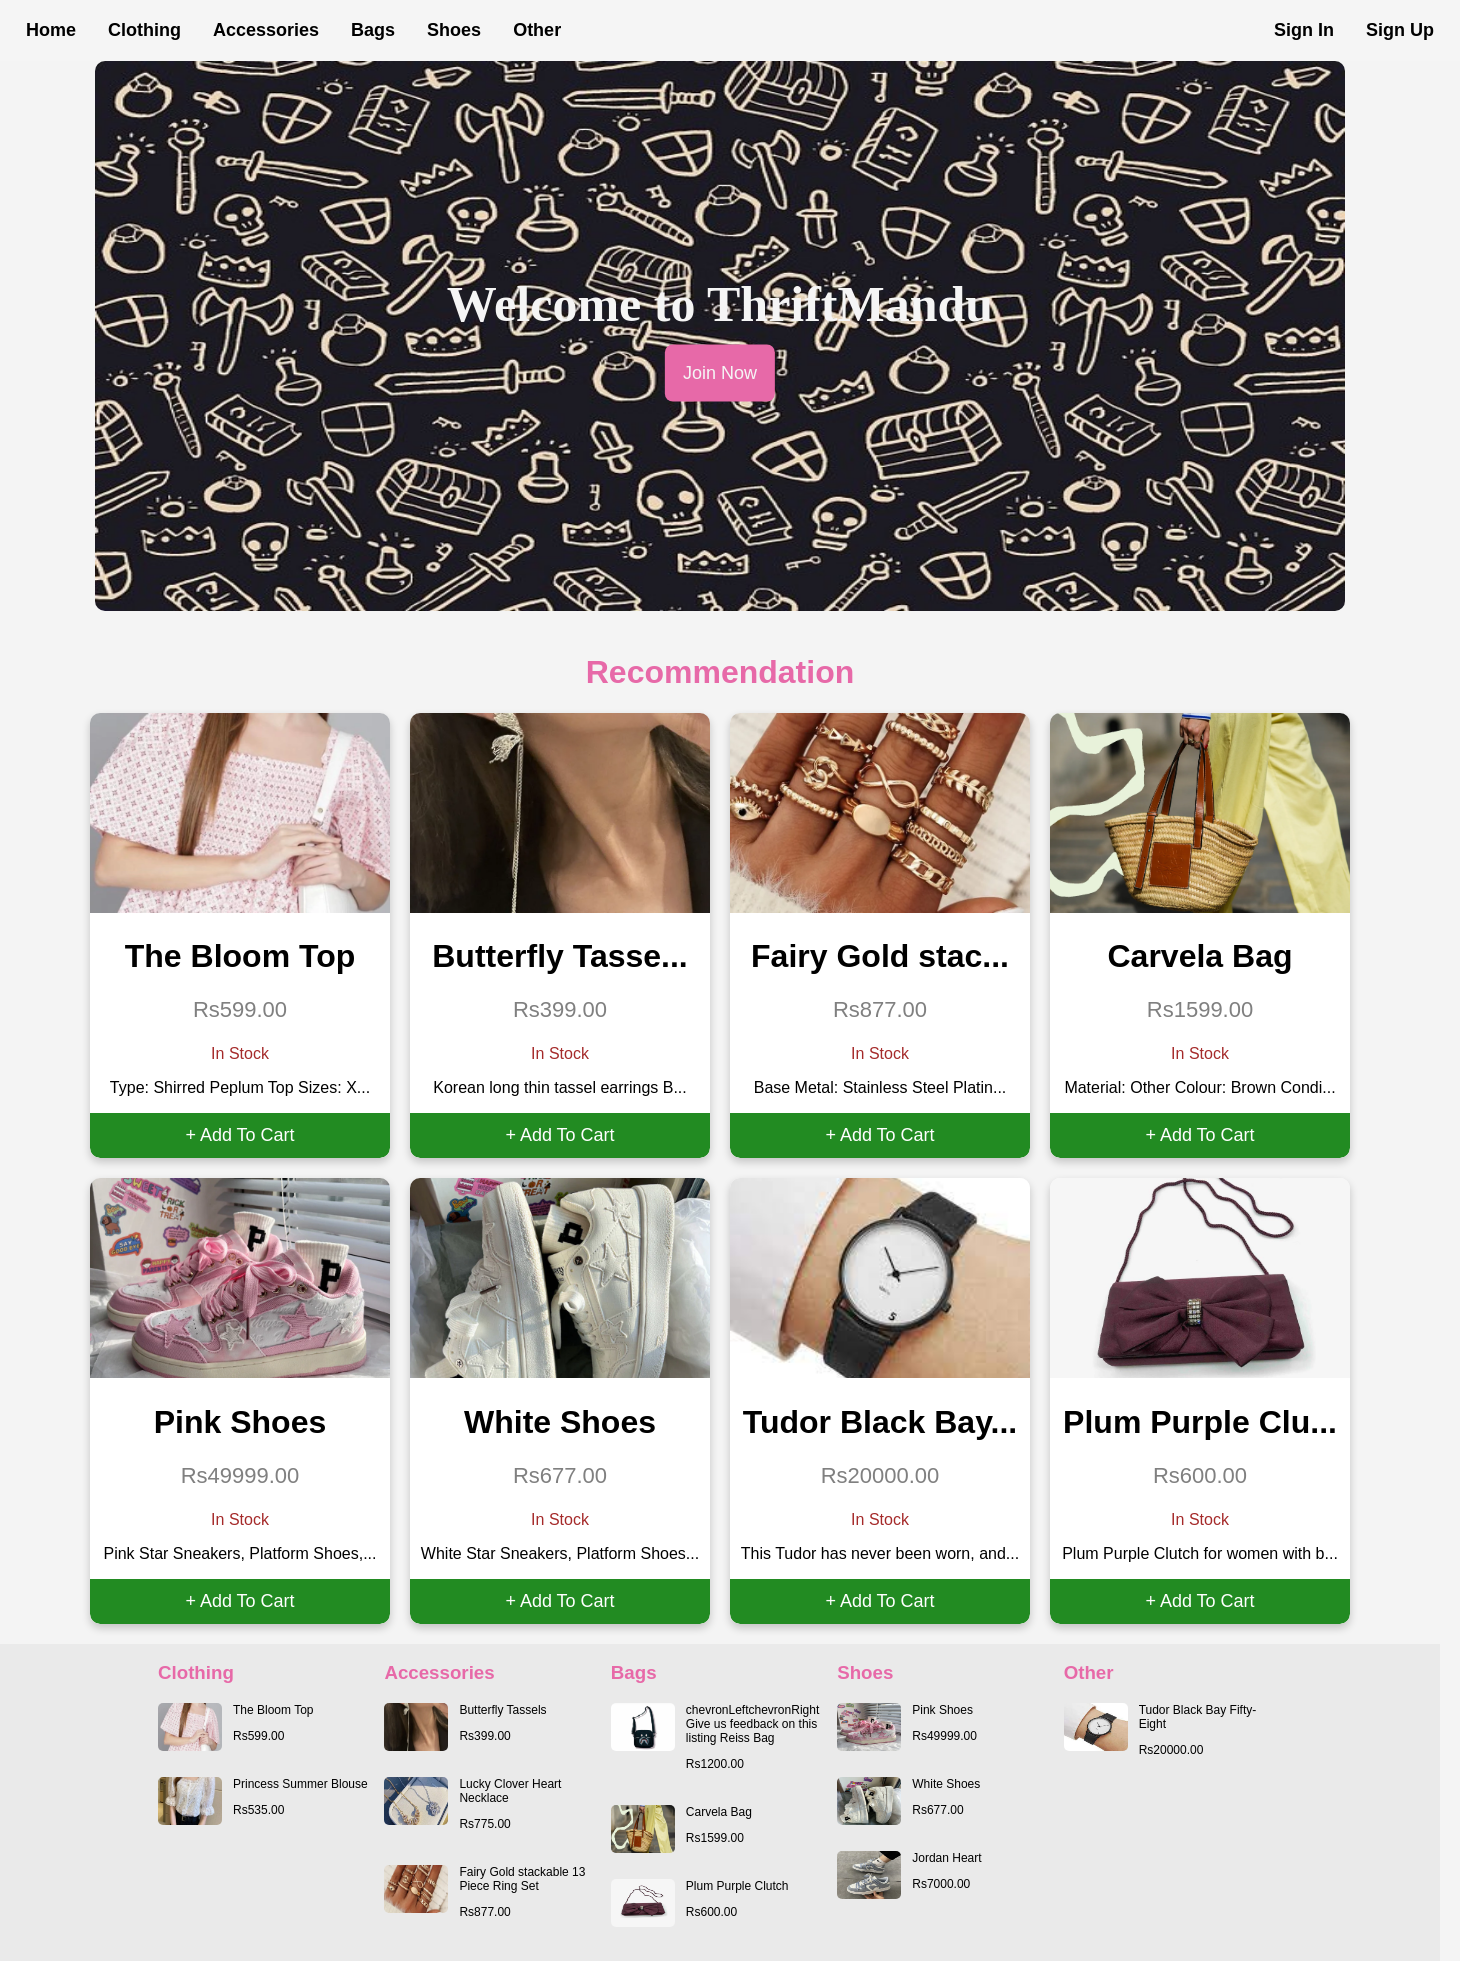 Home Clothing Accessories Bags Shoes Other Sign In Sign Up
Welcome to ThriftMandu
Join Now
Recommendation
The Bloom Top
Rs599.00
In Stock
Type: Shirred Peplum Top Sizes: X...
+ Add To Cart
Butterfly Tasse...
Rs399.00
In Stock
Korean long thin tassel earrings B...
+ Add To Cart
Fairy Gold stac...
Rs877.00
In Stock
Base Metal: Stainless Steel Platin...
+ Add To Cart
Carvela Bag
Rs1599.00
In Stock
Material: Other Colour: Brown Condi...
+ Add To Cart
Pink Shoes
Rs49999.00
In Stock
Pink Star Sneakers, Platform Shoes,...
+ Add To Cart
White Shoes
Rs677.00
In Stock
White Star Sneakers, Platform Shoes...
+ Add To Cart
Tudor Black Bay...
Rs20000.00
In Stock
This Tudor has never been worn, and...
+ Add To Cart
Plum Purple Clu...
Rs600.00
In Stock
Plum Purple Clutch for women with b...
+ Add To Cart
Clothing
The Bloom Top
Rs599.00
Princess Summer Blouse
Rs535.00
Accessories
Butterfly Tassels
Rs399.00
Lucky Clover Heart
Necklace
Rs775.00
Fairy Gold stackable 13
Piece Ring Set
Rs877.00
Bags
chevronLeftchevronRight
Give us feedback on this
listing Reiss Bag
Rs1200.00
Carvela Bag
Rs1599.00
Plum Purple Clutch
Rs600.00
Shoes
Pink Shoes
Rs49999.00
White Shoes
Rs677.00
Jordan Heart
Rs7000.00
Other
Tudor Black Bay Fifty-
Eight
Rs20000.00